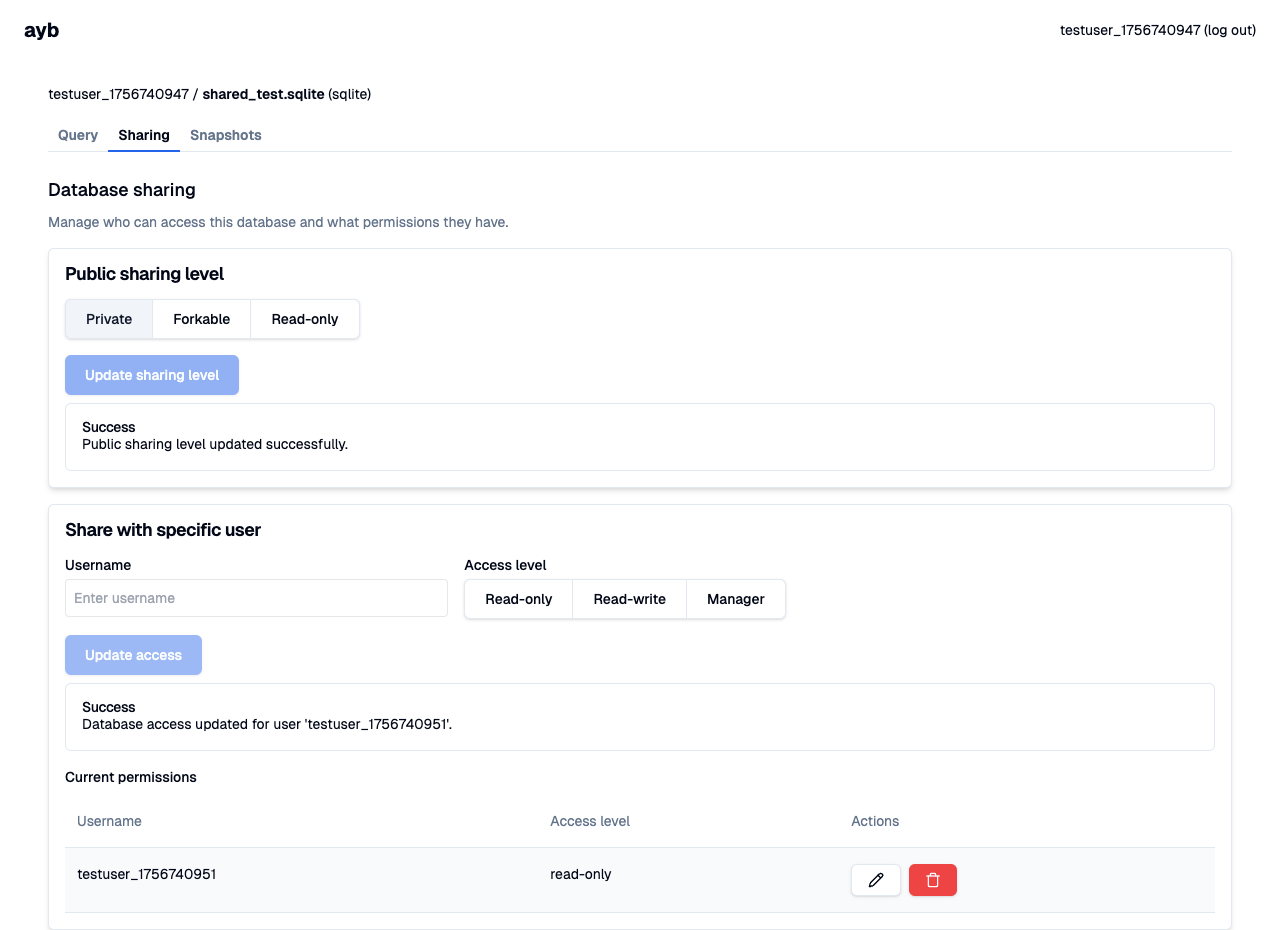 ayb
testuser_1756740947 (log out)
testuser_1756740947 / shared_test.sqlite (sqlite)
Query Sharing Snapshots
Database sharing
Manage who can access this database and what permissions they have.
Public sharing level
Private Forkable Read-only
Update sharing level
Success
Public sharing level updated successfully.
Share with specific user
Username Access level
Enter username Read-only Read-write Manager
Update access
Success
Database access updated for user 'testuser_1756740951'.
Current permissions
Username Access level Actions
testuser_1756740951 read-only